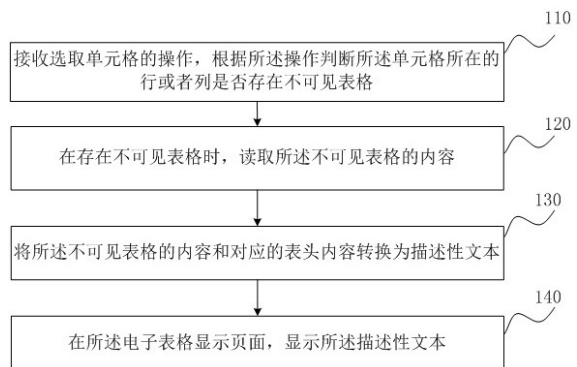 110
接收选取单元格的操作，根据所述操作判断所述单元格所在的
行或者列是否存在不可见表格
120
在存在不可见表格时，读取所述不可见表格的内容
130
将所述不可见表格的内容和对应的表头内容转换为描述性文本
140
在所述电子表格显示页面，显示所述描述性文本